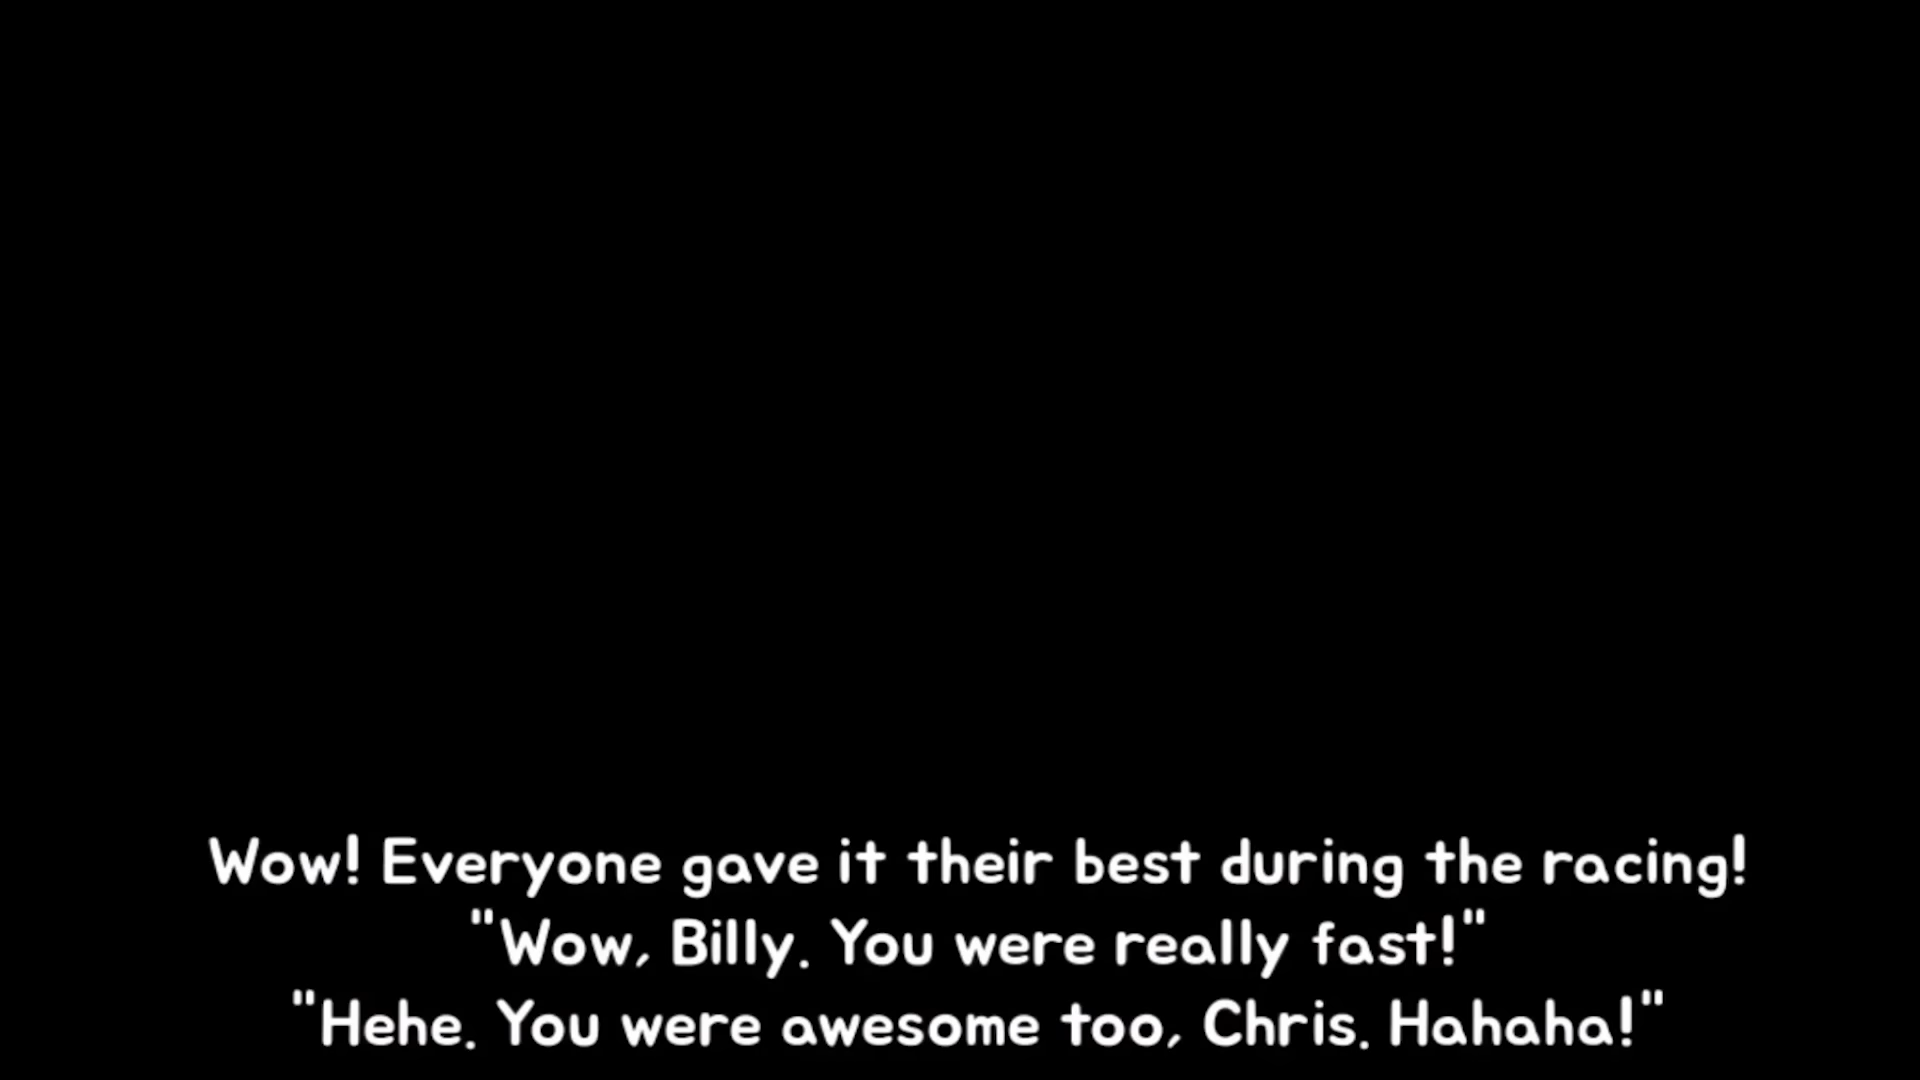 Wow! Everyone gave it their best during the racing!
"Wow, Billy. You were really fast!"
"Hehe. You were awesome too, Chris. Hahaha!"